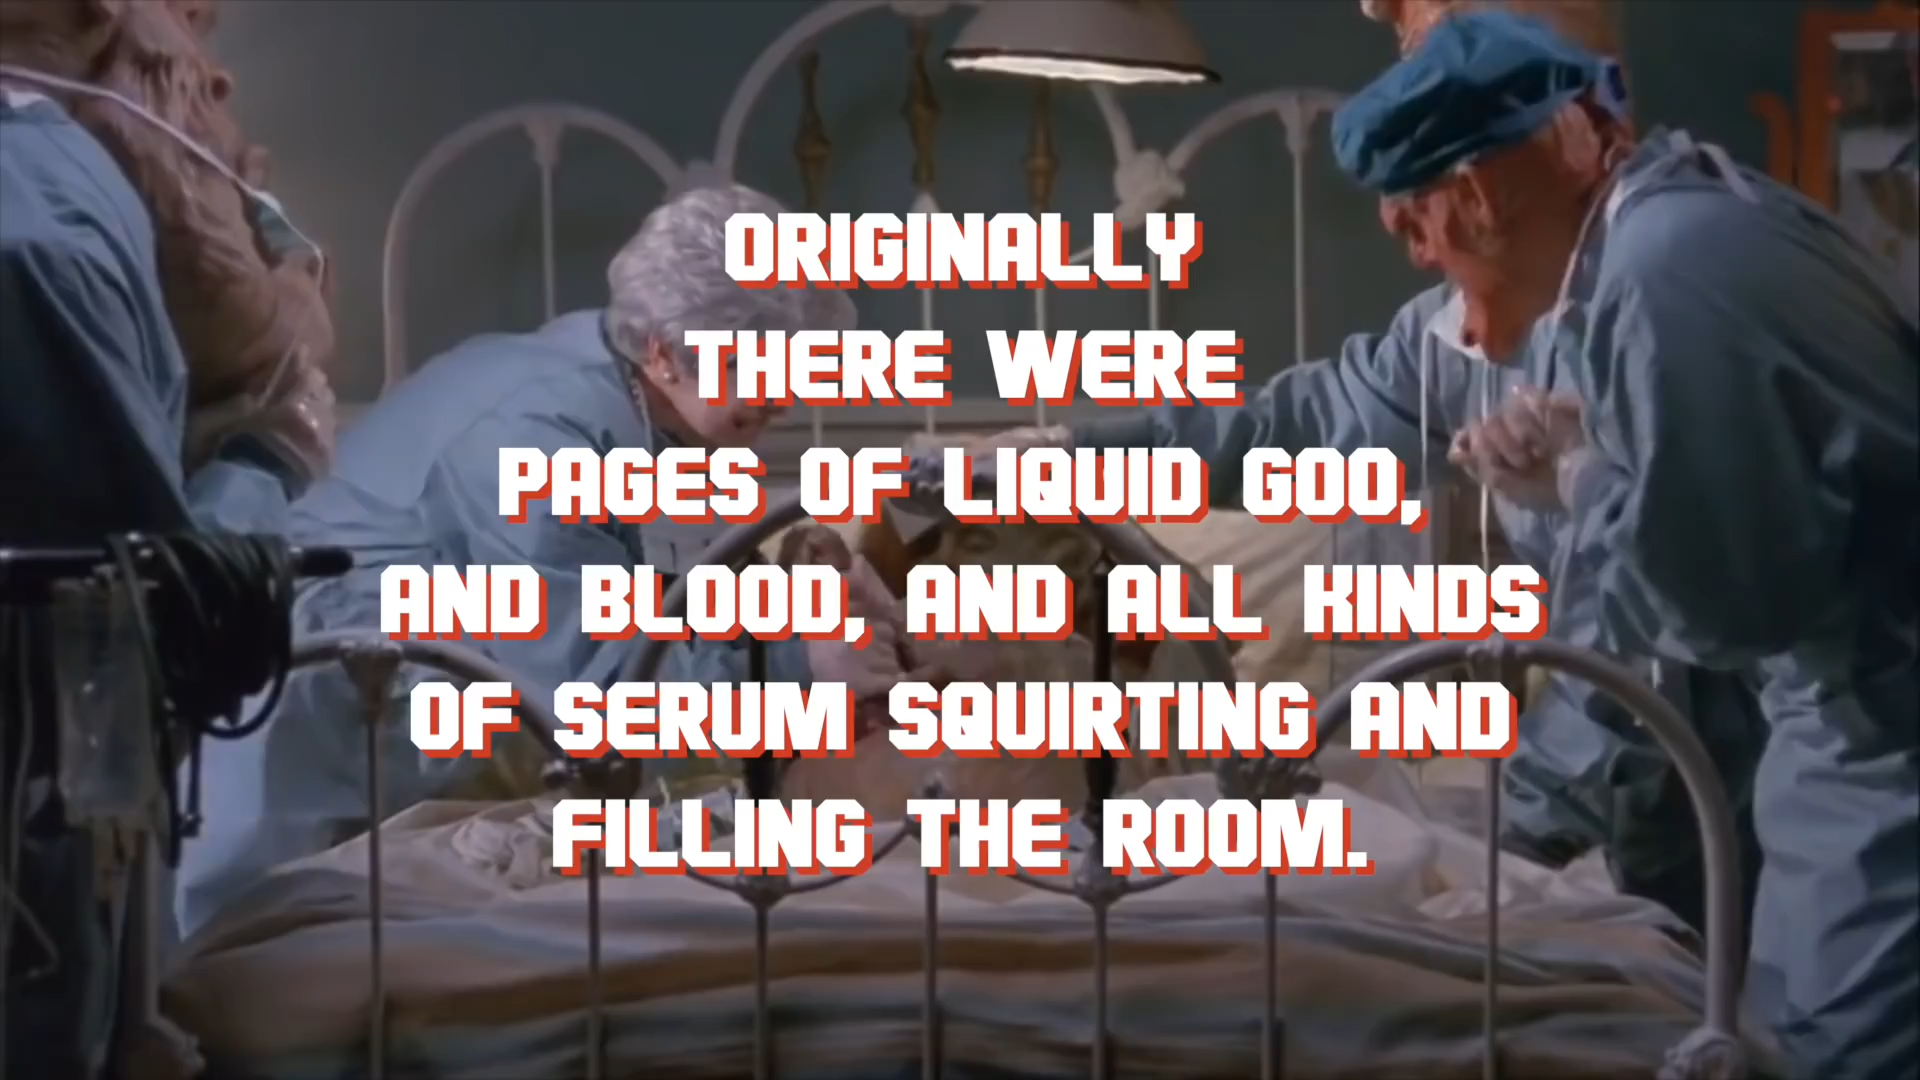 ORIGINALLY
THERE WERE
PAGES OF LIQUID GOO,
AND BLOOD, AND ALL KINDS
OF SERUM SQUIRTING AND
FILLING THE ROOM.